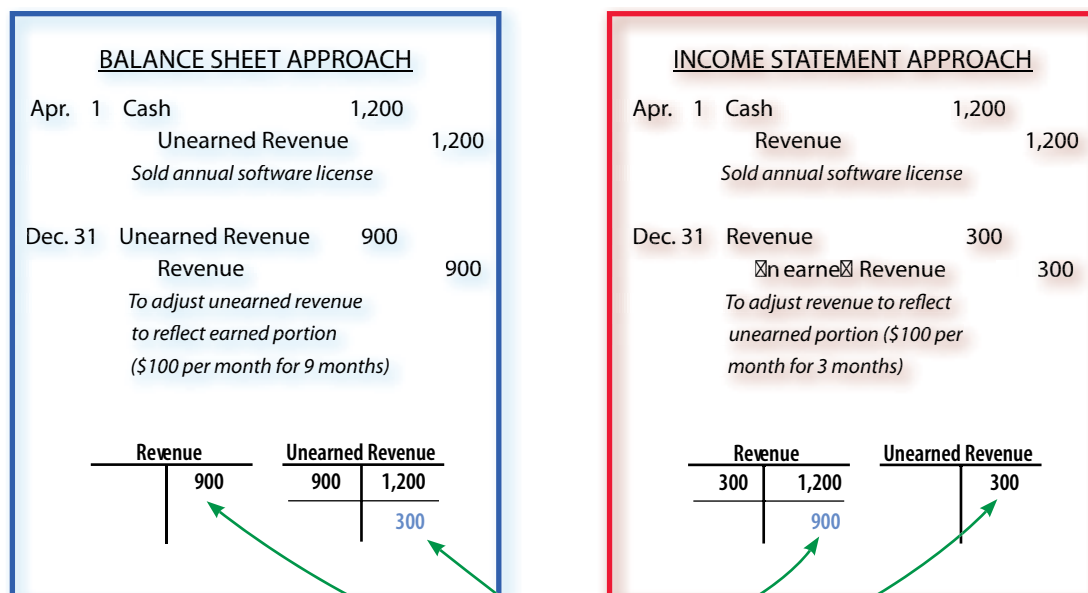 BALANCE SHEET APPROACH
Apr. 1 Cash 1,200
Unearned Revenue 1,200
Sold annual software license
Dec. 31 Unearned Revenue 900
Revenue 900
To adjust unearned revenue
to reflect earned portion
($100 per month for 9 months)
Revenue Unearned Revenue
900 900 1,200
300
INCOME STATEMENT APPROACH
Apr. 1 Cash 1,200
Revenue 1,200
Sold annual software license
Dec. 31 Revenue 300
n earne Revenue 300
To adjust revenue to reflect
unearned portion ($100 per
month for 3 months)
Revenue Unearned Revenue
300 1,200 300
900